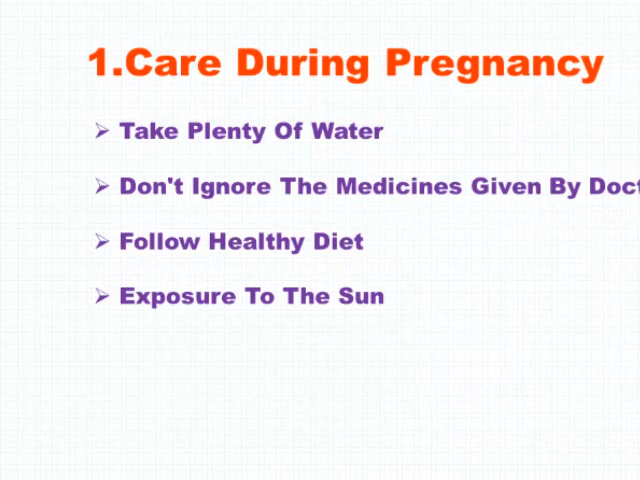 1.Care During Pregnancy
➢ Take Plenty Of Water
➢ Don't Ignore The Medicines Given By Doct
➢ Follow Healthy Diet
➢ Exposure To The Sun